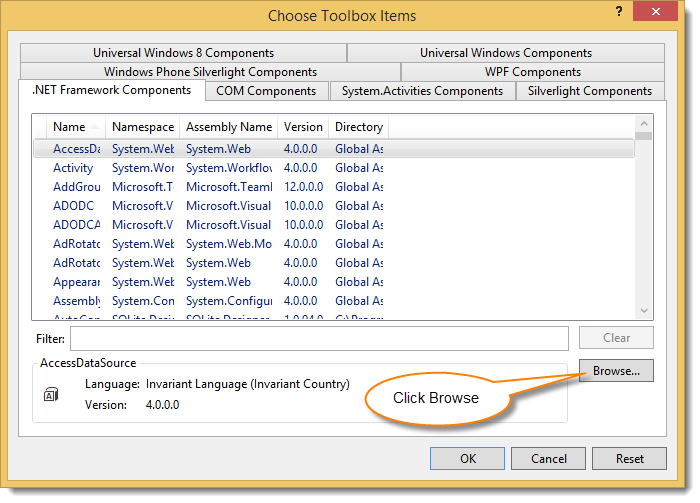 Choose Toolbox Items
?
Universal Windows 8 Components Universal Windows Components
Windows Phone Silverlight Components WPF Components
.NET Framework Components COM Components System.Activities Components Silverlight Components
Name Namespace Assembly Name Version Directory
AccessDa System.Web System.Web 4.0.0.0 Global As
Activity System.Wor System.Workflow 4.0.0.0 Global As
AddGrou Microsoft.T Microsoft.Teaml 12.0.0.0 Global As
ADODC Microsoft.V Microsoft.Visual 10.0.0.0 Global As
ADODCA Microsoft.V Microsoft.Visual 10.0.0.0 Global As
AdRotato System.Web System.Web.Mo 4.0.0.0 Global As
AdRotato System.Web System.Web 4.0.0.0 Global As
Appearan System.Web System.Web 4.0.0.0 Global As
Assembly System.Con System.Configur 4.0.0.0 Global As
Filter: Clear
AccessDataSource
Browse...
Language: Invariant Language (Invariant Country)
Click Browse
Version: 4.0.0.0
OK Cancel Reset